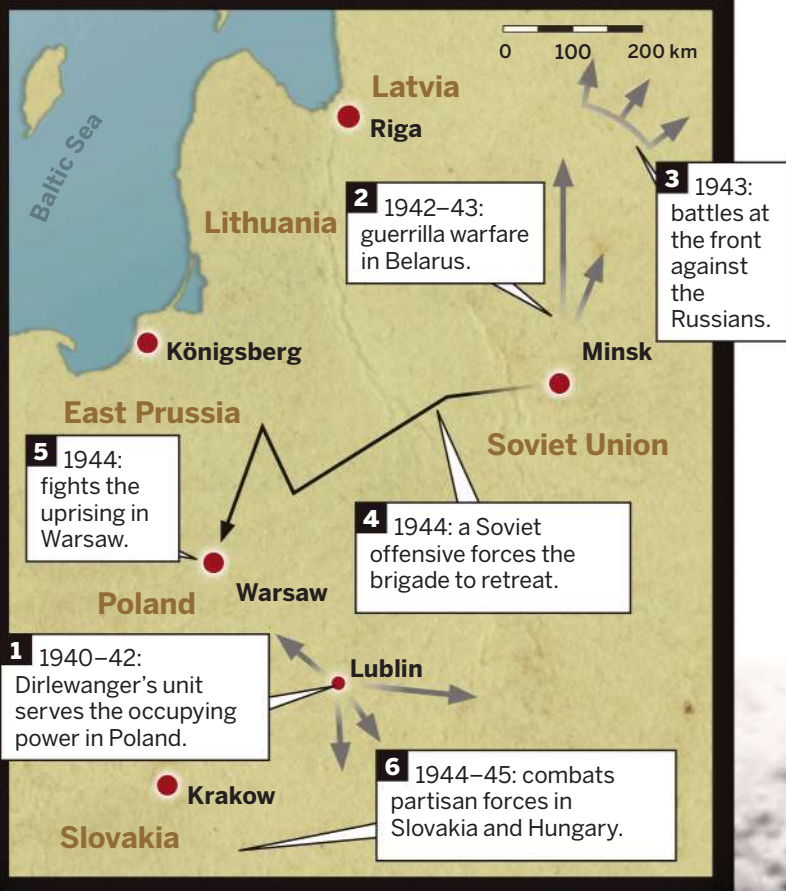 0 100 200 km
Latvia
Riga
Baltic Sea
3 1943:
battles at
the front
against
the
Russians.
2 1942–43:
guerrilla warfare
in Belarus.
Lithuania
Minsk
Königsberg
East Prussia
Soviet Union
5 1944:
fights the
uprising in
Warsaw.
4 1944: a Soviet
offensive forces the
brigade to retreat.
Warsaw
Poland
1 1940–42:
Dirlewanger’s unit
serves the occupying
power in Poland.
Lublin
6 1944–45: combats
partisan forces in
Slovakia and Hungary.
Krakow
Slovakia